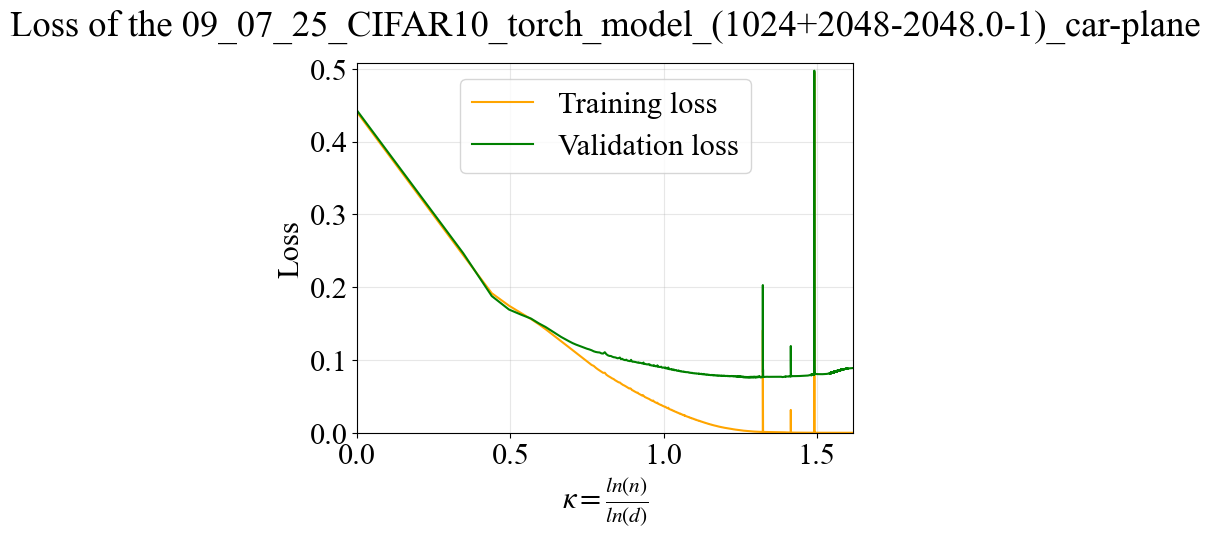 Loss of the 09_07_25_CIFAR10_torch_model_(1024+2048-2048.0-1)_car-plane
0.5
0.4
0.3
0.2
0.1
0.0
Loss
Training loss
Validation loss
0.0 0.5 1.0 1.5
κ = ln(n)/ln(d)